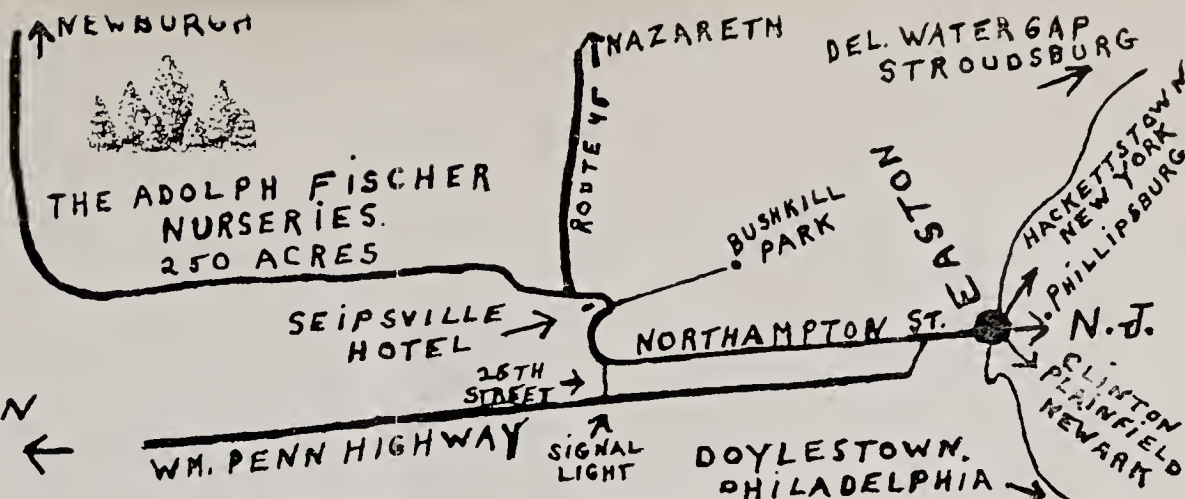 NEWBURGH
NAZARETH
DEL. WATER GAP
STROUDSBURG
THE ADOLPH FISCHER
NURSERIES.
250 ACRES
ROUTE 45
BUSHKILL
PARK
EASTON
HACKETTSTOWN
NEW YORK
PHILLIPSBURG
SEIPSVILLE
HOTEL
NORTHAMPTON ST.
N.J.
25TH
STREET
CLINTON
PLAINFIELD
NEWARK
N
WM. PENN HIGHWAY
SIGNAL
LIGHT
DOYLESTOWN.
PHILADELPHIA